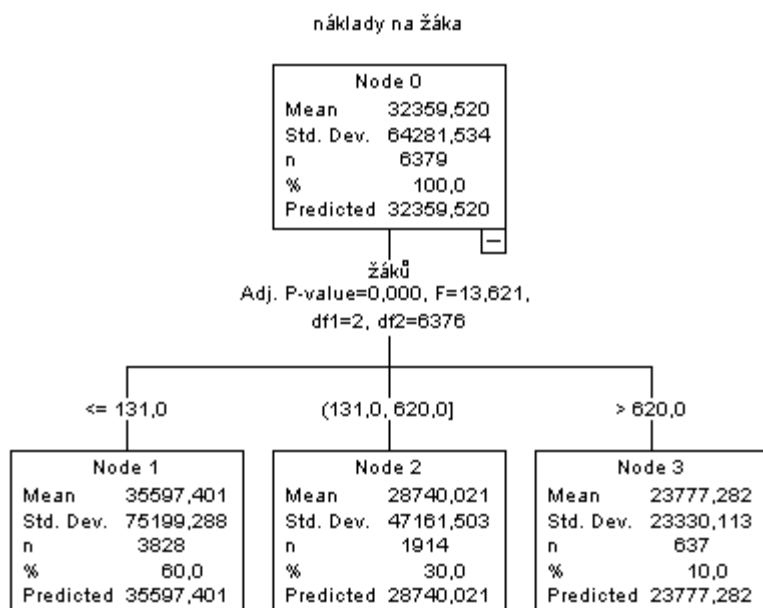 náklady na žáka
Node 0
Mean 32359,520
Std. Dev. 64281,534
n 6379
% 100,0
Predicted 32359,520
žáků
Adj. P-value=0,000, F=13,621,
df1=2, df2=6376
<= 131,0
(131,0, 620,0]
> 620,0
Node 1
Mean 35597,401
Std. Dev. 75199,288
n 3828
% 60,0
Predicted 35597,401
Node 2
Mean 28740,021
Std. Dev. 47161,503
n 1914
% 30,0
Predicted 28740,021
Node 3
Mean 23777,282
Std. Dev. 23330,113
n 637
% 10,0
Predicted 23777,282